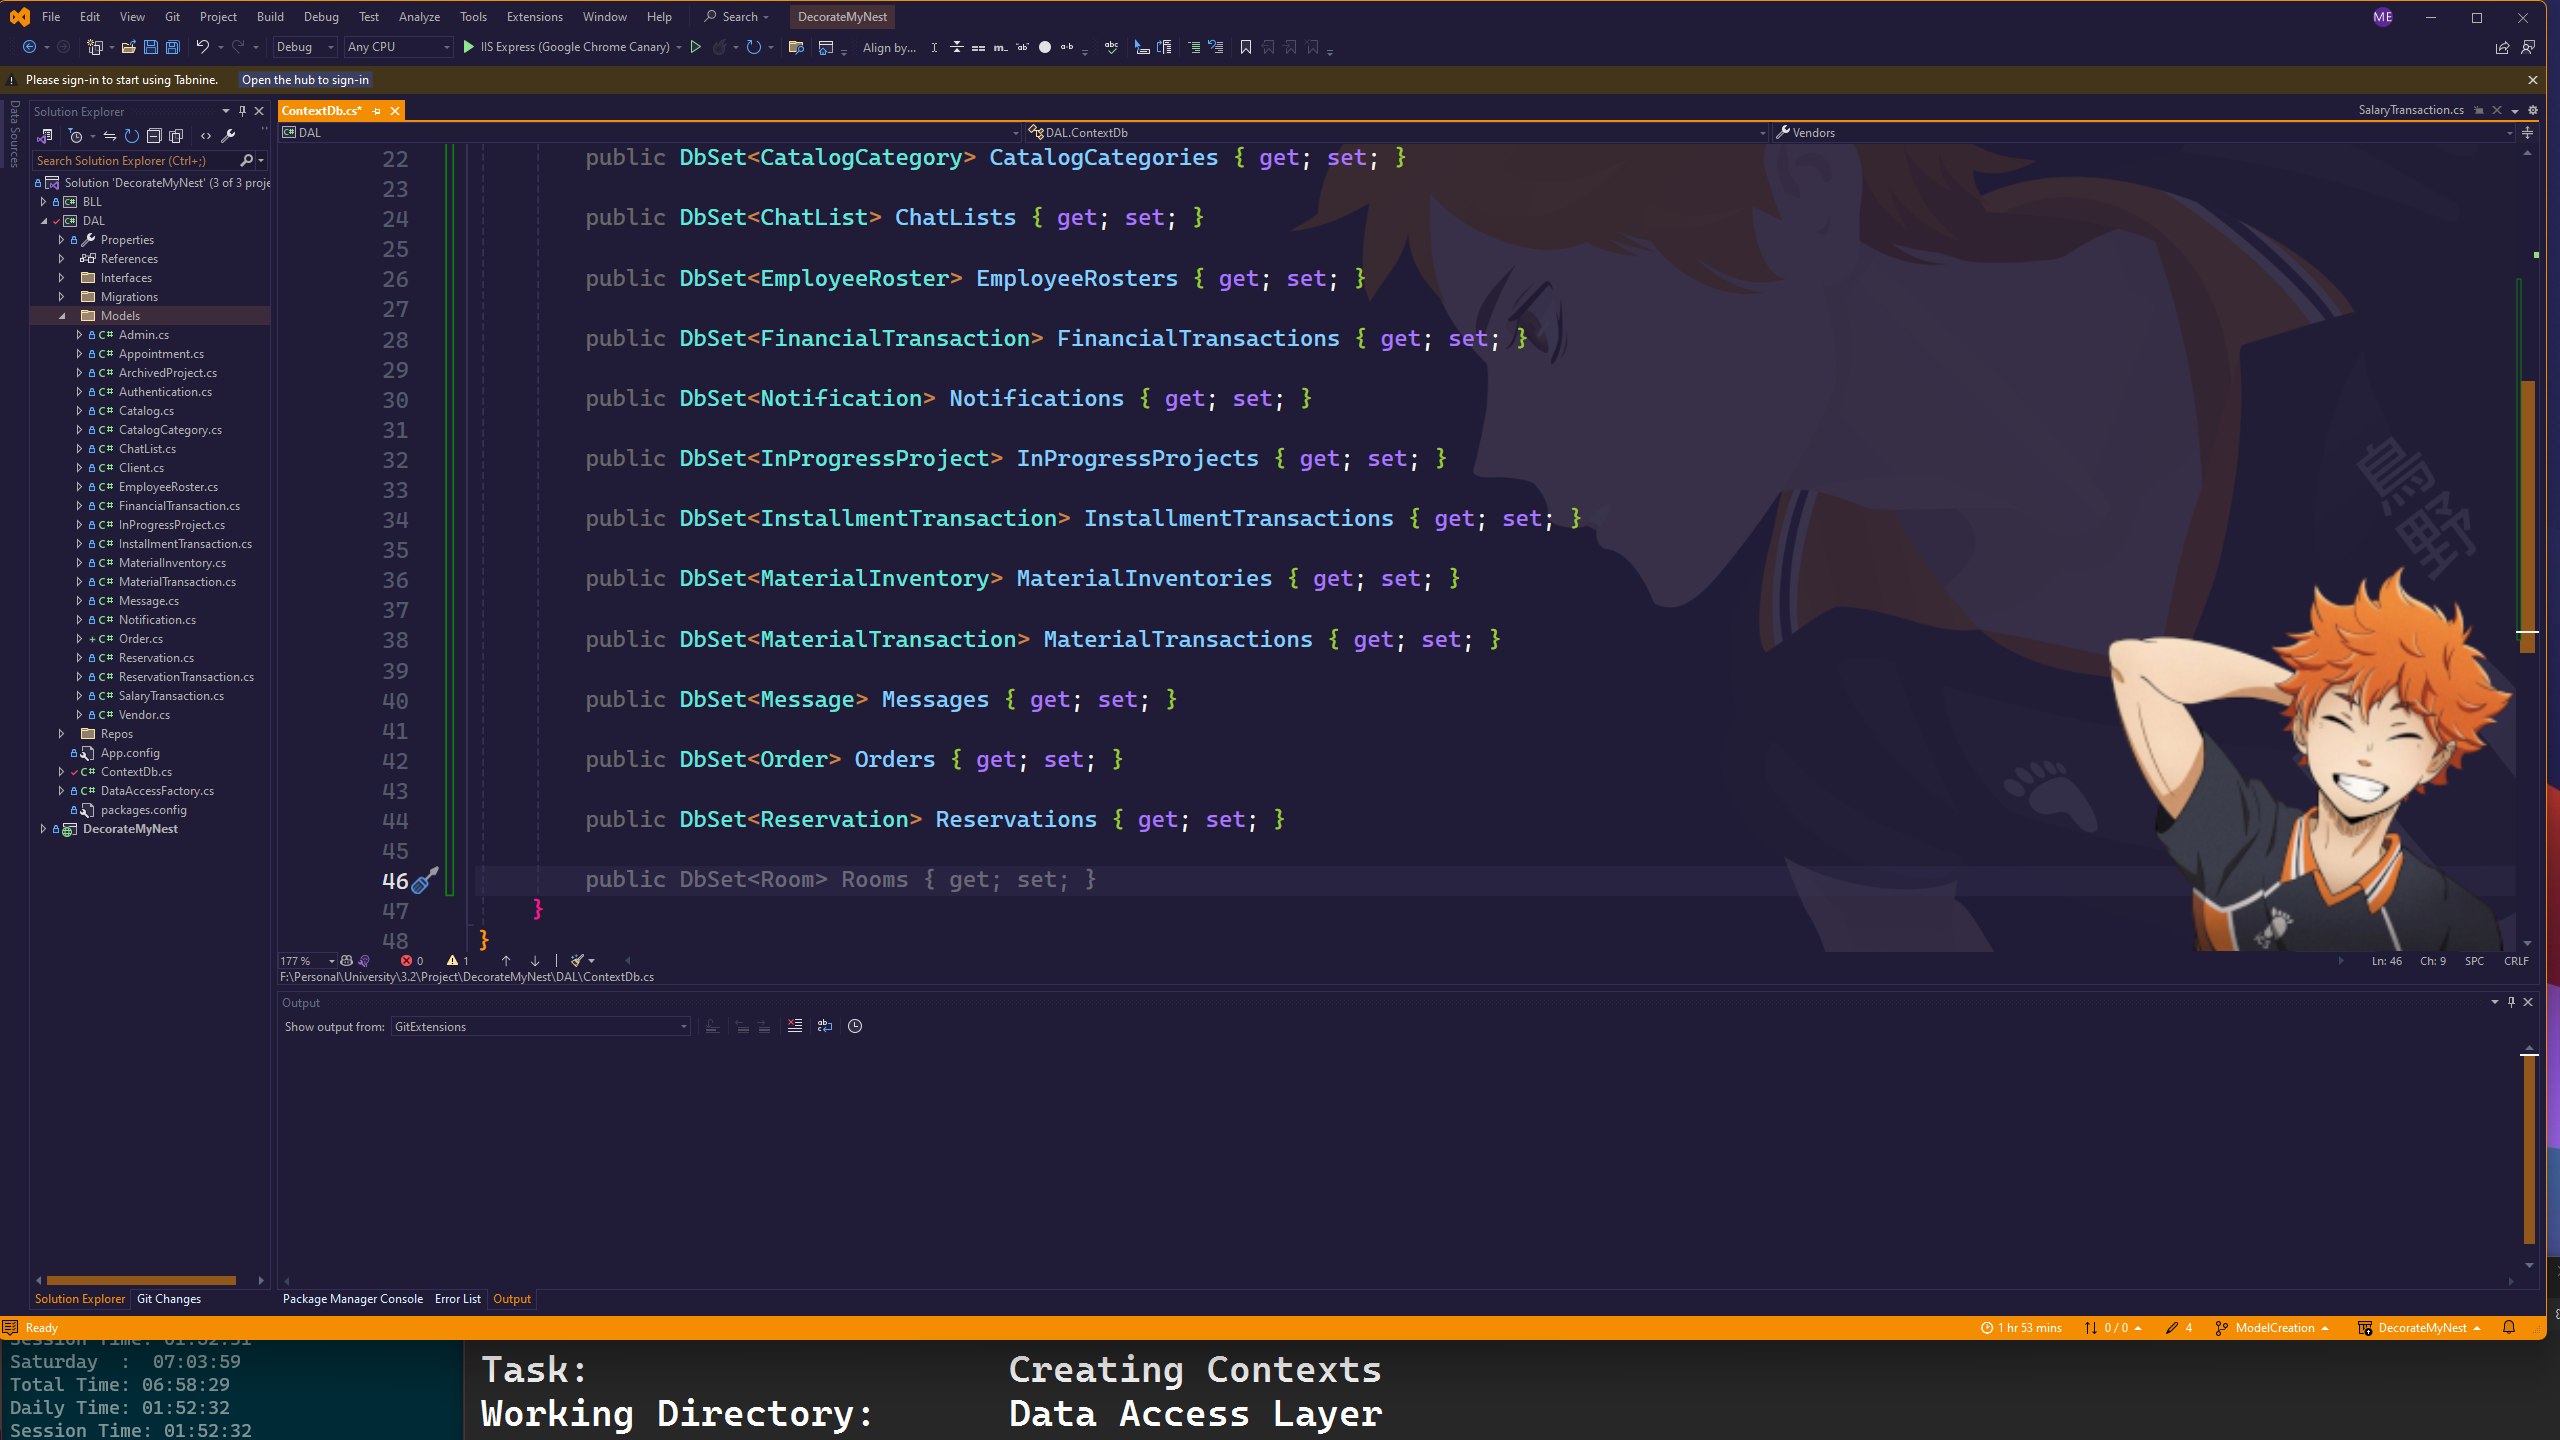 File Edit View Git Project Build Debug Test Analyze Tools Extensions Window Help Search DecorateMyNest ME
Debug Any CPU IIS Express (Google Chrome Canary) Align by...
Please sign-in to start using Tabnine. Open the hub to sign-in
Data Sources
Solution Explorer
Search Solution Explorer (Ctrl+;)
Solution 'DecorateMyNest' (3 of 3 proje
BLL
DAL
Properties
References
Interfaces
Migrations
Models
C# Admin.cs
C# Appointment.cs
C# ArchivedProject.cs
C# Authentication.cs
C# Catalog.cs
C# CatalogCategory.cs
C# ChatList.cs
C# Client.cs
C# EmployeeRoster.cs
C# FinancialTransaction.cs
C# InProgressProject.cs
C# InstallmentTransaction.cs
C# MaterialInventory.cs
C# MaterialTransaction.cs
C# Message.cs
C# Notification.cs
+ C# Order.cs
C# Reservation.cs
C# ReservationTransaction.cs
C# SalaryTransaction.cs
C# Vendor.cs
Repos
App.config
C# ContextDb.cs
C# DataAccessFactory.cs
packages.config
DecorateMyNest
Solution Explorer Git Changes
ContextDb.cs* SalaryTransaction.cs
DAL DAL.ContextDb Vendors
22 public DbSet<CatalogCategory> CatalogCategories { get; set; }
23
24 public DbSet<ChatList> ChatLists { get; set; }
25
26 public DbSet<EmployeeRoster> EmployeeRosters { get; set; }
27
28 public DbSet<FinancialTransaction> FinancialTransactions { get; set; }
29
30 public DbSet<Notification> Notifications { get; set; }
31
32 public DbSet<InProgressProject> InProgressProjects { get; set; }
33
34 public DbSet<InstallmentTransaction> InstallmentTransactions { get; set; }
35
36 public DbSet<MaterialInventory> MaterialInventories { get; set; }
37
38 public DbSet<MaterialTransaction> MaterialTransactions { get; set; }
39
40 public DbSet<Message> Messages { get; set; }
41
42 public DbSet<Order> Orders { get; set; }
43
44 public DbSet<Reservation> Reservations { get; set; }
45
46 public DbSet<Room> Rooms { get; set; }
47 }
48 }
烏野
177 % 0 1 Ln: 46 Ch: 9 SPC CRLF
F:\Personal\University\3.2\Project\DecorateMyNest\DAL\ContextDb.cs
Output
Show output from: GitExtensions
Package Manager Console Error List Output
Ready 1 hr 53 mins 0 / 0 4 ModelCreation DecorateMyNest
Session Time: 01:52:31
Saturday : 07:03:59
Total Time: 06:58:29
Daily Time: 01:52:32
Session Time: 01:52:32
Task: Creating Contexts
Working Directory: Data Access Layer